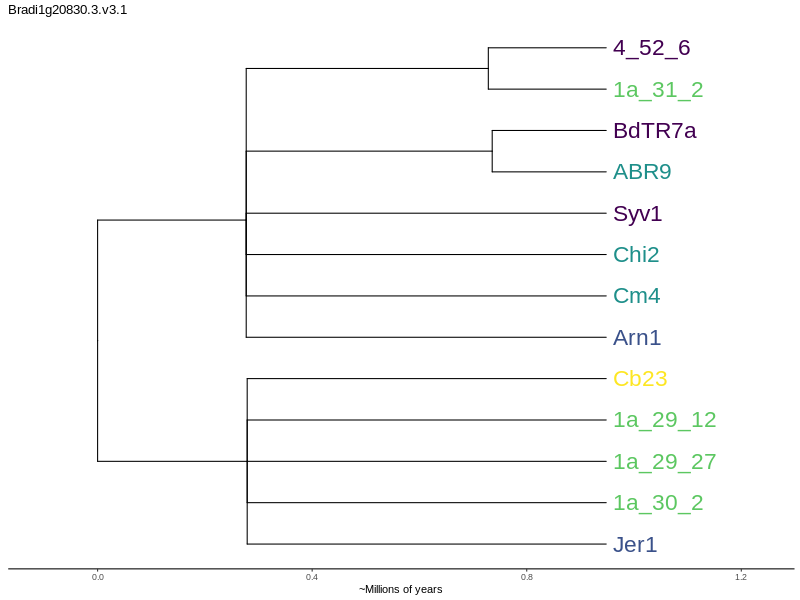 Bradi1g20830.3.v3.1
4_52_6
1a_31_2
BdTR7a
ABR9
Syv1
Chi2
Cm4
Arn1
Cb23
1a_29_12
1a_29_27
1a_30_2
Jer1
0.0 0.4 0.8 1.2
~Millions of years